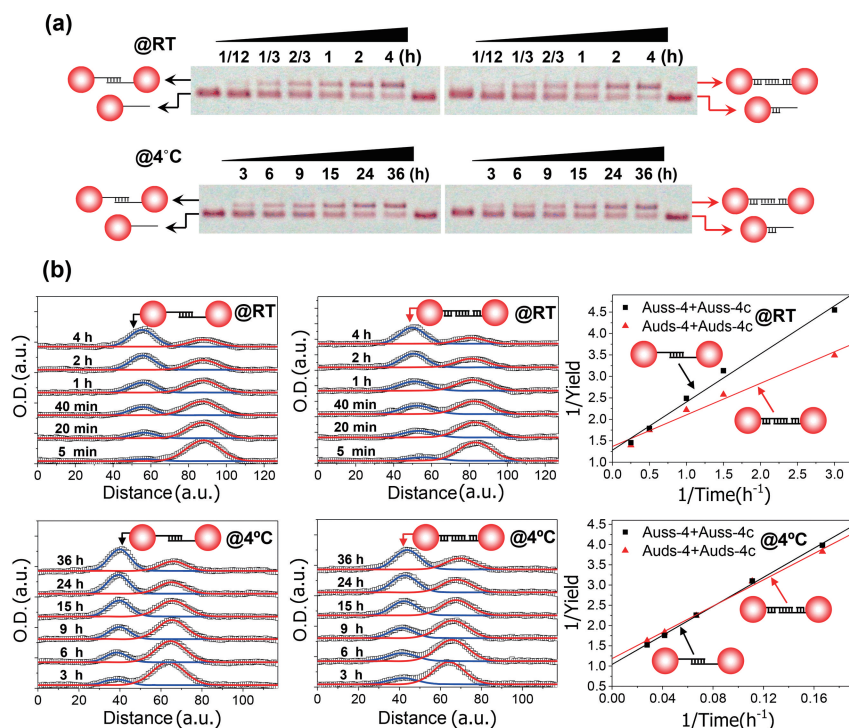 (a)
@RT
1/12 1/3 2/3 1 2 4 (h)
1/12 1/3 2/3 1 2 4 (h)
@4°C
3 6 9 15 24 36 (h)
3 6 9 15 24 36 (h)
(b)
@RT
4 h
2 h
1 h
40 min
20 min
5 min
O.D.(a.u.)
0 20 40 60 80 100 120
Distance(a.u.)
@RT
4 h
2 h
1 h
40 min
20 min
5 min
O.D.(a.u.)
0 20 40 60 80 100 120
Distance(a.u.)
Auss-4+Auss-4c
Auds-4+Auds-4c
@RT
4.5
4.0
3.5
3.0
2.5
2.0
1.5
1.0
1/Yield
0.0 0.5 1.0 1.5 2.0 2.5 3.0
1/Time(h⁻¹)
@4ºC
36 h
24 h
15 h
9 h
6 h
3 h
O.D.(a.u.)
0 20 40 60 80 100 120
Distance(a.u.)
@4ºC
36 h
24 h
15 h
9 h
6 h
3 h
O.D.(a.u.)
0 20 40 60 80 100 120
Distance(a.u.)
Auss-4+Auss-4c
Auds-4+Auds-4c
@4ºC
4.5
4.0
3.5
3.0
2.5
2.0
1.5
1.0
0.5
0.0
1/Yield
0.00 0.04 0.08 0.12 0.16
1/Time(h⁻¹)